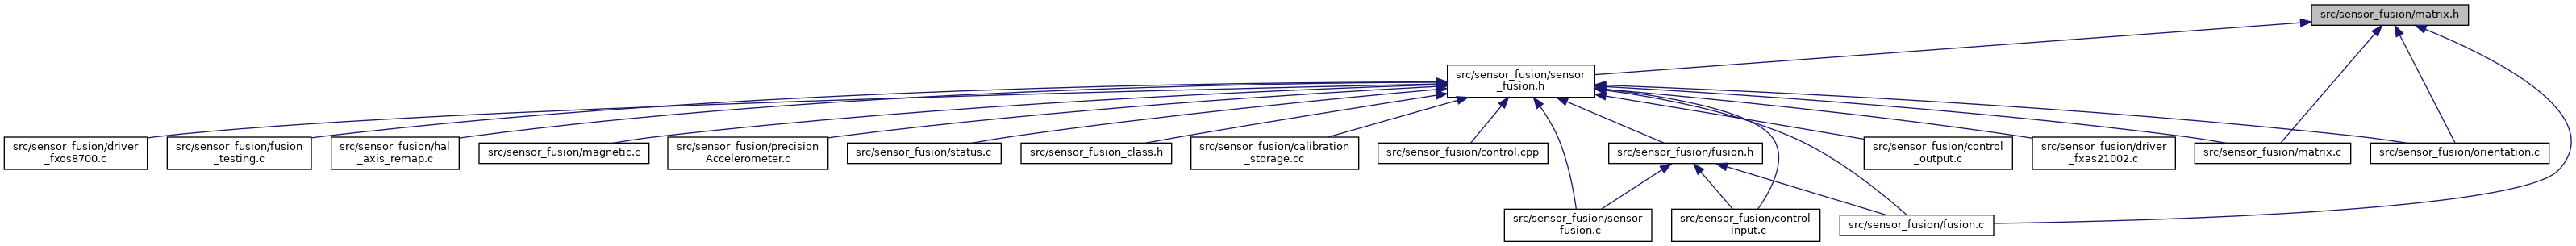 src/sensor_fusion/matrix.h
src/sensor_fusion/sensor
_fusion.h
src/sensor_fusion/driver
_fxos8700.c
src/sensor_fusion/fusion
_testing.c
src/sensor_fusion/hal
_axis_remap.c
src/sensor_fusion/magnetic.c
src/sensor_fusion/precision
Accelerometer.c
src/sensor_fusion/status.c
src/sensor_fusion_class.h
src/sensor_fusion/calibration
_storage.cc
src/sensor_fusion/control.cpp
src/sensor_fusion/fusion.h
src/sensor_fusion/control
_output.c
src/sensor_fusion/driver
_fxas21002.c
src/sensor_fusion/matrix.c
src/sensor_fusion/orientation.c
src/sensor_fusion/sensor
_fusion.c
src/sensor_fusion/control
_input.c
src/sensor_fusion/fusion.c